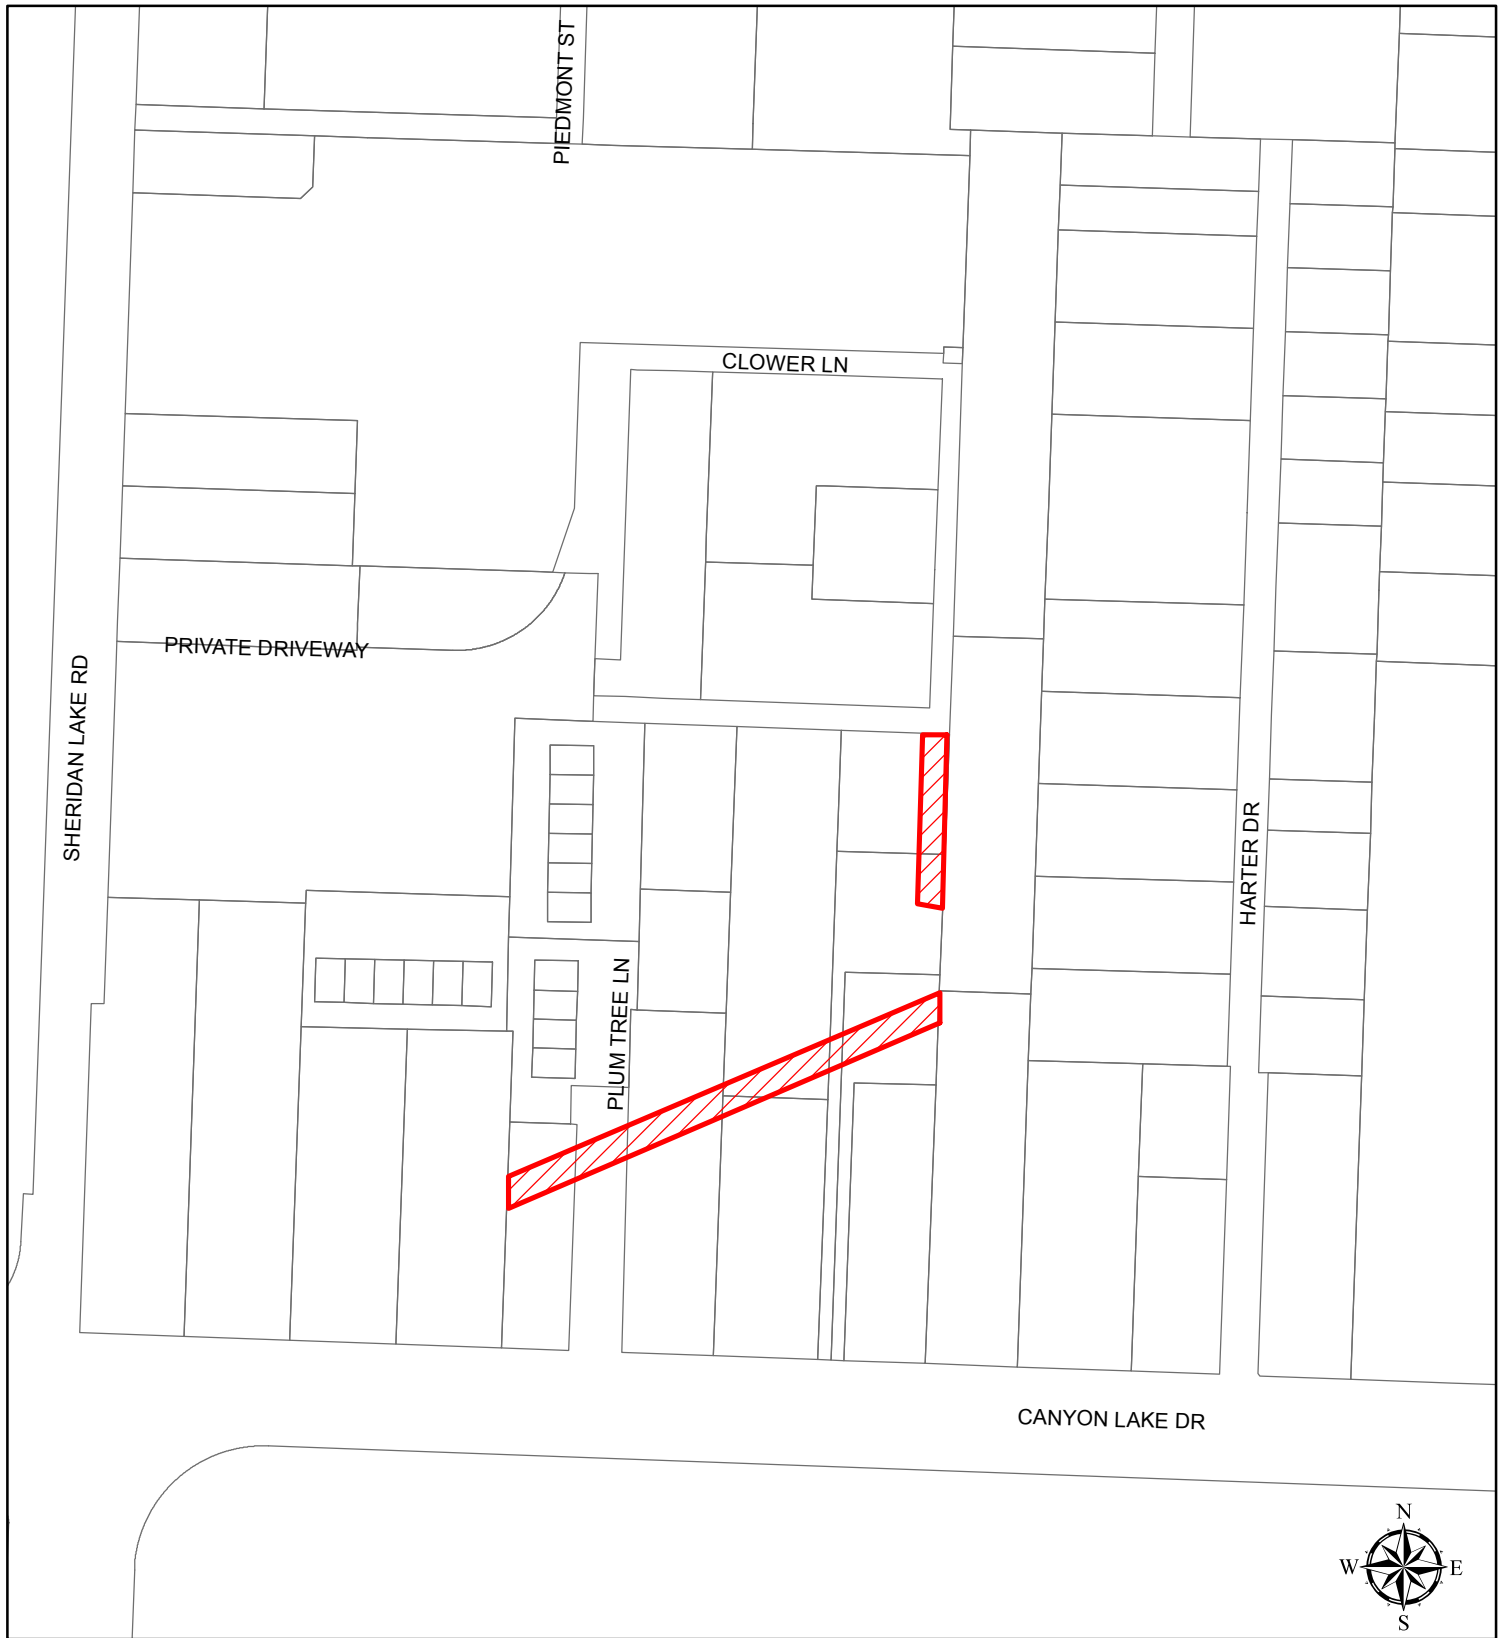 PIEDMONT ST
CLOWER LN
PRIVATE DRIVEWAY
SHERIDAN LAKE RD
HARTER DR
PLUM TREE LN
CANYON LAKE DR
N
W E
S